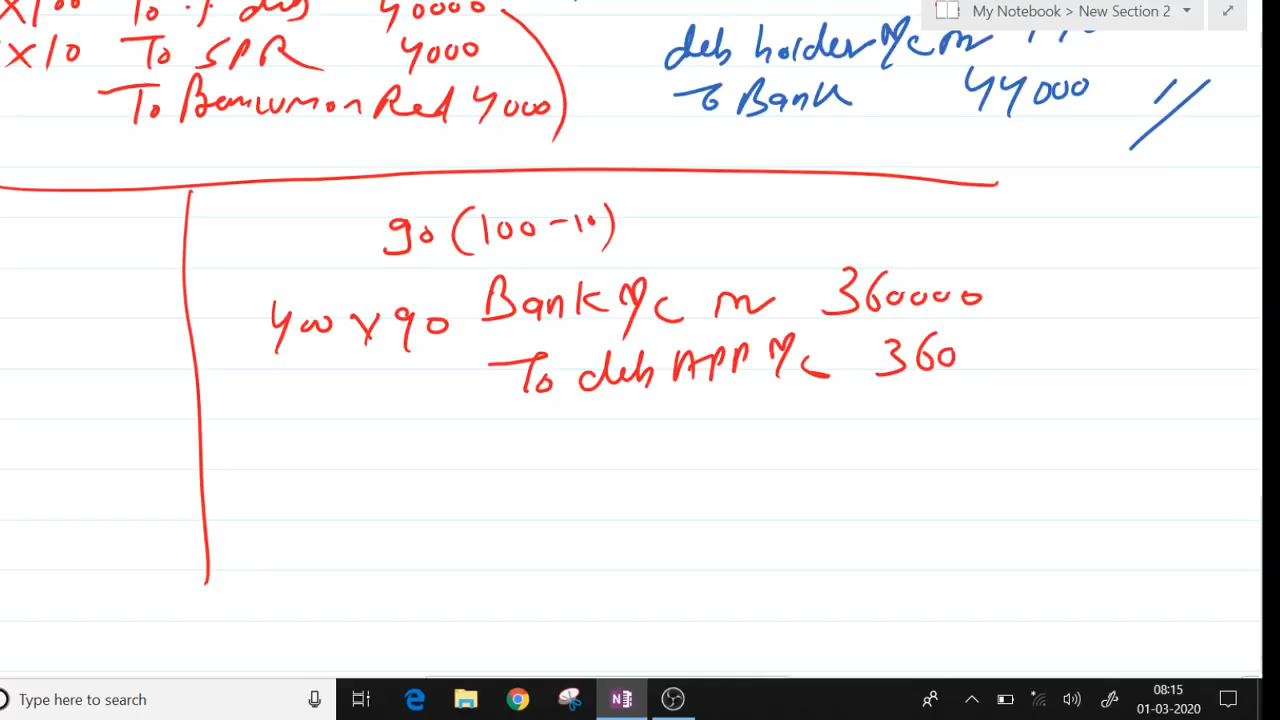 My Notebook > New Section 2
X100 To % deb 40000
X10 To SPR 4000
To Premium on Red 4000
deb holder A/c Dr
To Bank 44000
90 (100-10)
400 x 90 Bank A/c Dr 360000
To deb APP A/c 360
Type here to search
08:15
01-03-2020